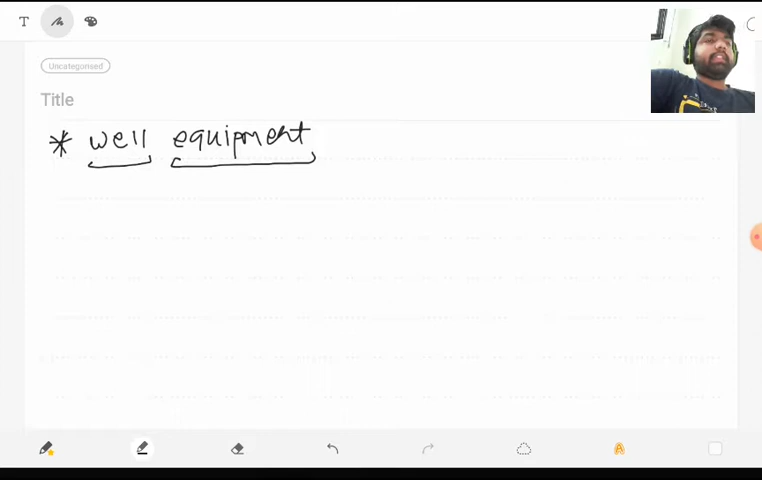 T
Uncategorised
Title
* well equipment
A